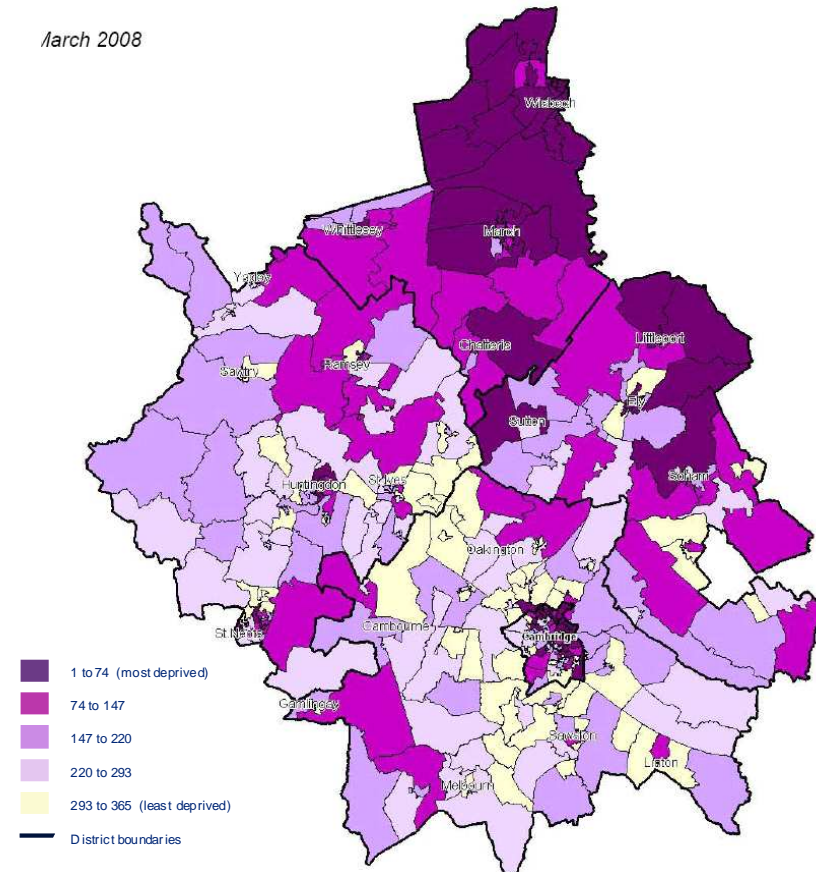 March 2008
Wisbech
Whittlesey
March
Yaxley
Chatteris
Littleport
Sawtry
Ramsey
Ely
Sutton
Soham
Huntingdon
St Ives
Oakington
Cambourne
Cambridge
St Neots
Gamlingay
Sawston
Linton
Melbourn
1 to 74 (most deprived)
74 to 147
147 to 220
220 to 293
293 to 365 (least deprived)
District boundaries